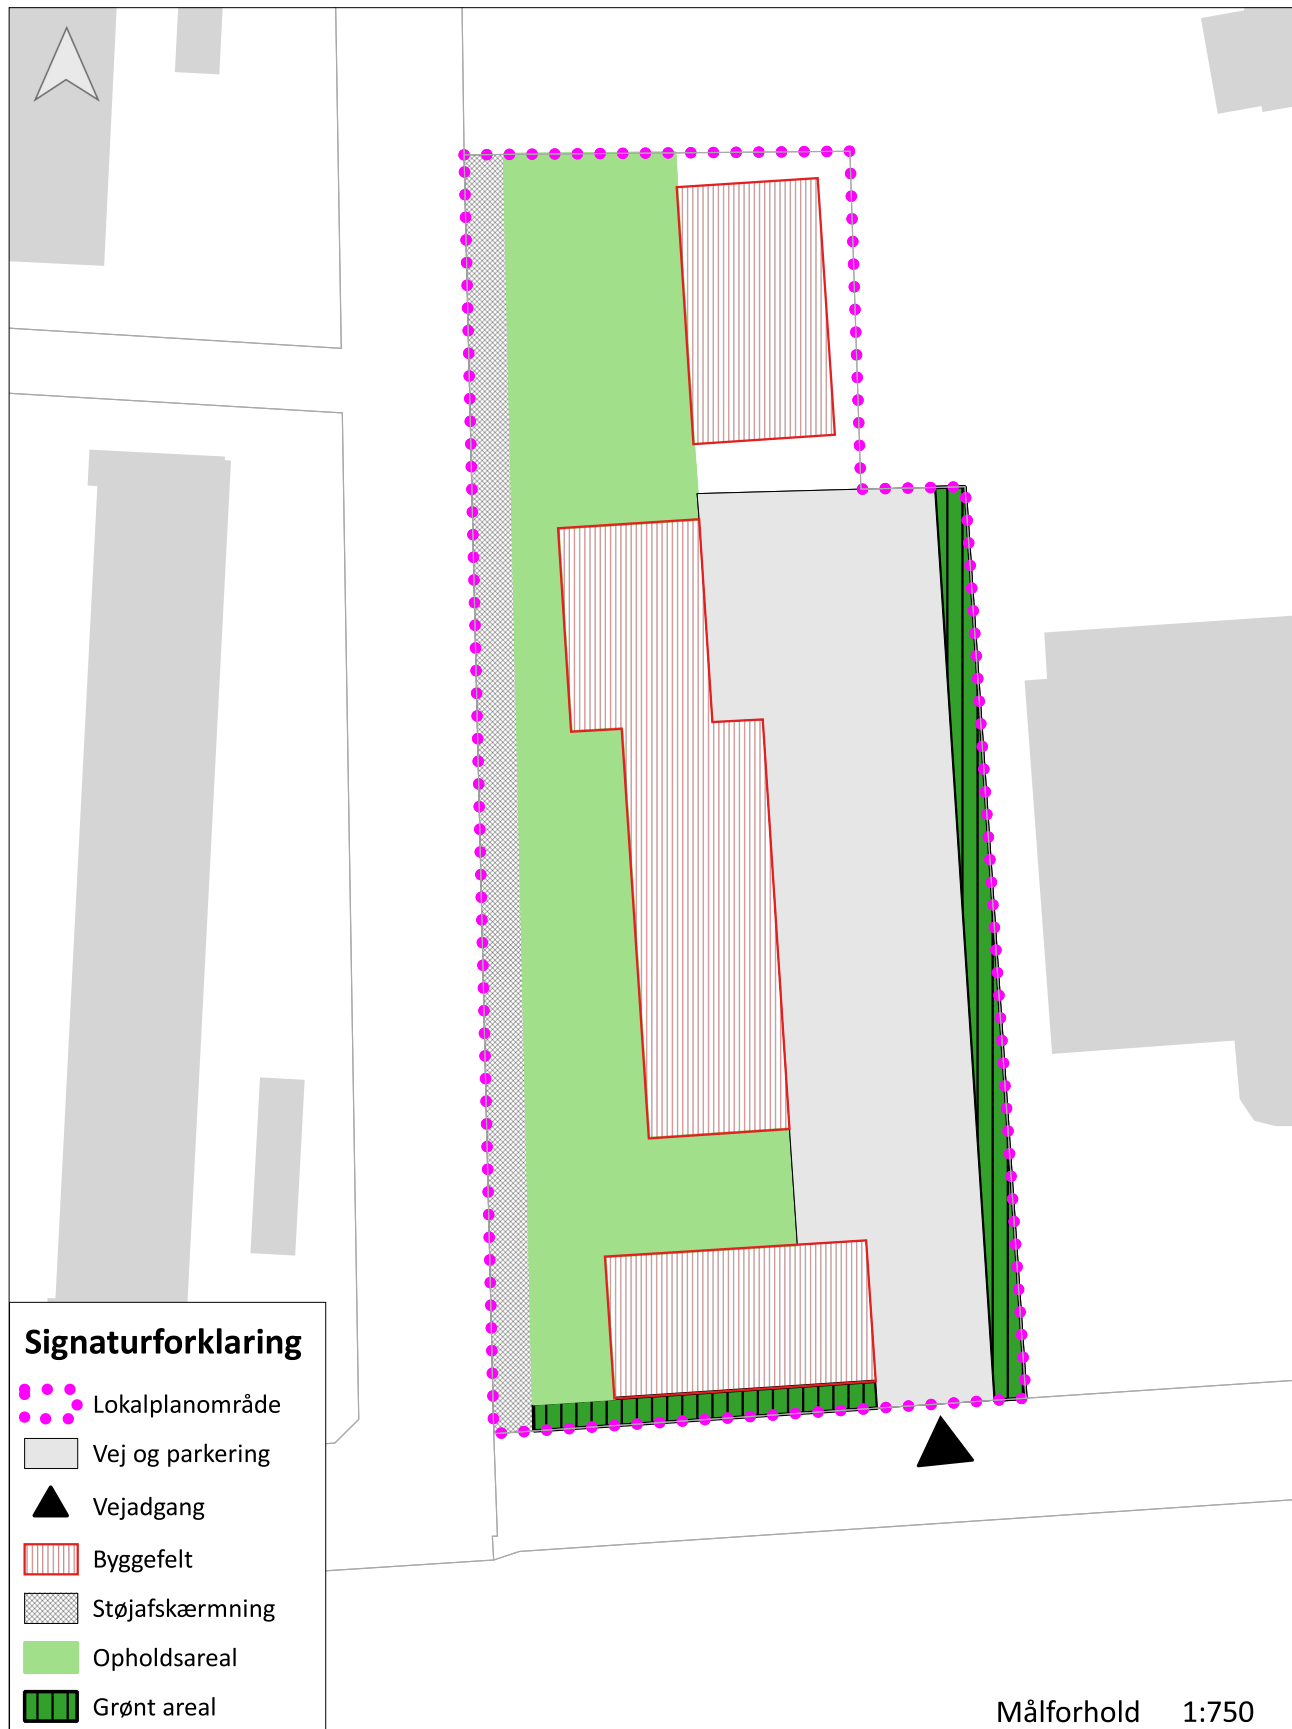 Signaturforklaring
Lokalplanområde
Vej og parkering
Vejadgang
Byggefelt
Støjafskærmning
Opholdsareal
Grønt areal
Målforhold 1:750